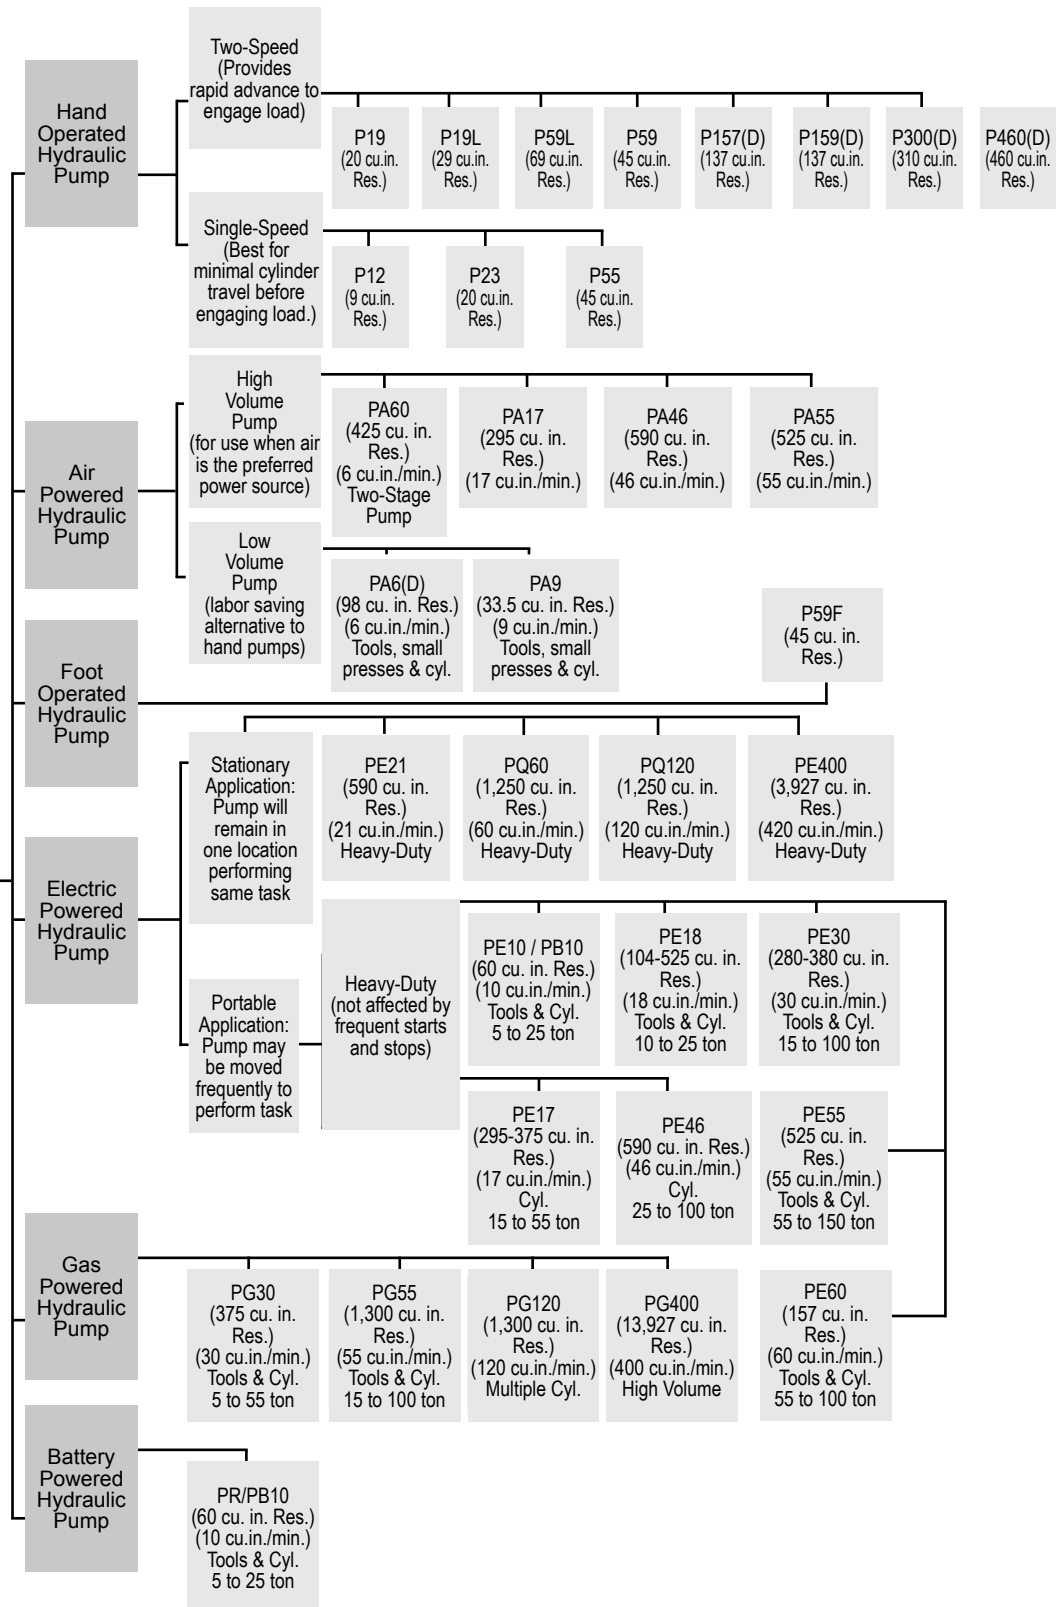 Hand
Operated
Hydraulic
Pump
Two-Speed
(Provides
rapid advance to
engage load)
P19
(20 cu.in.
Res.)
P19L
(29 cu.in.
Res.)
P59L
(69 cu.in.
Res.)
P59
(45 cu.in.
Res.)
P157(D)
(137 cu.in.
Res.)
P159(D)
(137 cu.in.
Res.)
P300(D)
(310 cu.in.
Res.)
P460(D)
(460 cu.in.
Res.)
Single-Speed
(Best for
minimal cylinder
travel before
engaging load.)
P12
(9 cu.in.
Res.)
P23
(20 cu.in.
Res.)
P55
(45 cu.in.
Res.)
Air
Powered
Hydraulic
Pump
High
Volume
Pump
(for use when air
is the preferred
power source)
PA60
(425 cu. in.
Res.)
(6 cu.in./min.)
Two-Stage
Pump
PA17
(295 cu. in.
Res.)
(17 cu.in./min.)
PA46
(590 cu. in.
Res.)
(46 cu.in./min.)
PA55
(525 cu. in.
Res.)
(55 cu.in./min.)
Low
Volume
Pump
(labor saving
alternative to
hand pumps)
PA6(D)
(98 cu. in. Res.)
(6 cu.in./min.)
Tools, small
presses & cyl.
PA9
(33.5 cu. in. Res.)
(9 cu.in./min.)
Tools, small
presses & cyl.
Foot
Operated
Hydraulic
Pump
P59F
(45 cu. in.
Res.)
Electric
Powered
Hydraulic
Pump
Stationary
Application:
Pump will
remain in
one location
performing
same task
PE21
(590 cu. in.
Res.)
(21 cu.in./min.)
Heavy-Duty
PQ60
(1,250 cu. in.
Res.)
(60 cu.in./min.)
Heavy-Duty
PQ120
(1,250 cu. in.
Res.)
(120 cu.in./min.)
Heavy-Duty
PE400
(3,927 cu. in.
Res.)
(420 cu.in./min.)
Heavy-Duty
Portable
Application:
Pump may
be moved
frequently to
perform task
Heavy-Duty
(not affected by
frequent starts
and stops)
PE10 / PB10
(60 cu. in. Res.)
(10 cu.in./min.)
Tools & Cyl.
5 to 25 ton
PE18
(104-525 cu. in.
Res.)
(18 cu.in./min.)
Tools & Cyl.
10 to 25 ton
PE30
(280-380 cu. in.
Res.)
(30 cu.in./min.)
Tools & Cyl.
15 to 100 ton
PE17
(295-375 cu. in.
Res.)
(17 cu.in./min.)
Cyl.
15 to 55 ton
PE46
(590 cu. in. Res.)
(46 cu.in./min.)
Cyl.
25 to 100 ton
PE55
(525 cu. in.
Res.)
(55 cu.in./min.)
Tools & Cyl.
55 to 150 ton
PE60
(157 cu. in.
Res.)
(60 cu.in./min.)
Tools & Cyl.
55 to 100 ton
Gas
Powered
Hydraulic
Pump
PG30
(375 cu. in.
Res.)
(30 cu.in./min.)
Tools & Cyl.
5 to 55 ton
PG55
(1,300 cu. in.
Res.)
(55 cu.in./min.)
Tools & Cyl.
15 to 100 ton
PG120
(1,300 cu. in.
Res.)
(120 cu.in./min.)
Multiple Cyl.
PG400
(13,927 cu. in.
Res.)
(400 cu.in./min.)
High Volume
Battery
Powered
Hydraulic
Pump
PR/PB10
(60 cu. in. Res.)
(10 cu.in./min.)
Tools & Cyl.
5 to 25 ton